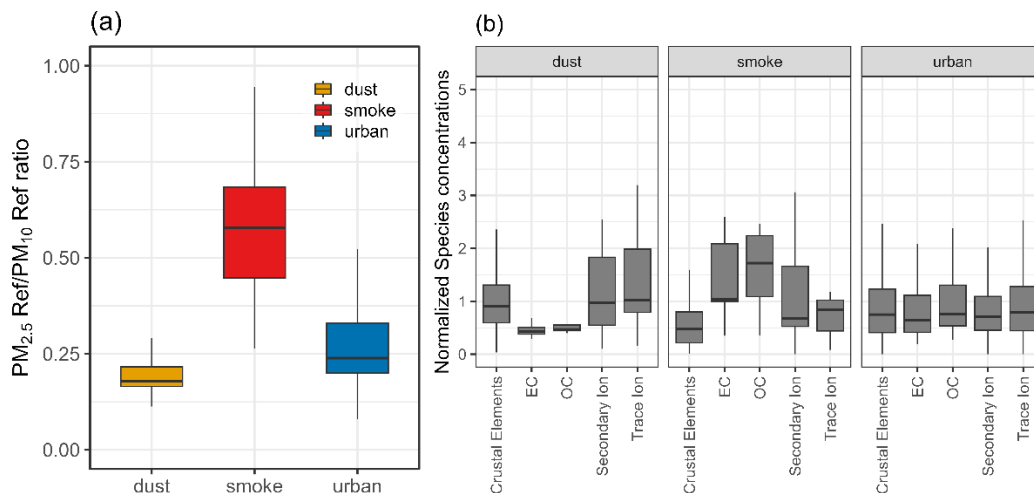 (a)
PM2.5 Ref/PM10 Ref ratio
1.00
0.75
0.50
0.25
0.00
dust
smoke
urban
dust smoke urban
(b)
Normalized Species concentrations
dust smoke urban
5
4
3
2
1
0
Crustal Elements
EC
OC
Secondary Ion
Trace Ion
Crustal Elements
EC
OC
Secondary Ion
Trace Ion
Crustal Elements
EC
OC
Secondary Ion
Trace Ion